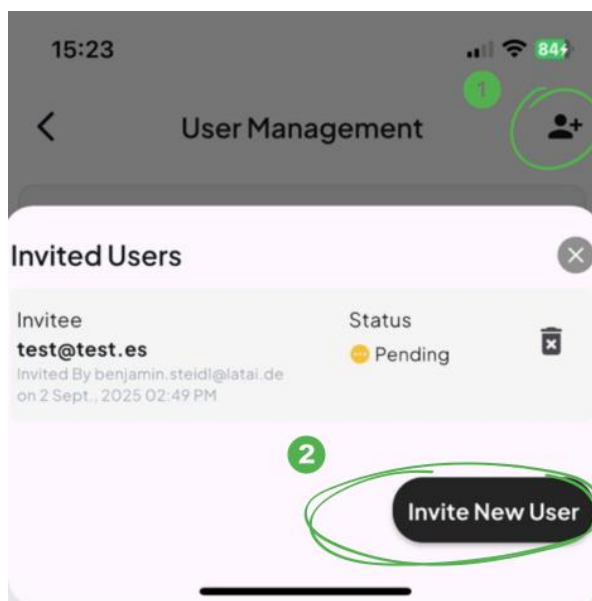 15:23
84
1
User Management
Invited Users
Invitee
Status
test@test.es
Pending
Invited By benjamin.steidl@latai.de
on 2 Sept., 2025 02:49 PM
2
Invite New User